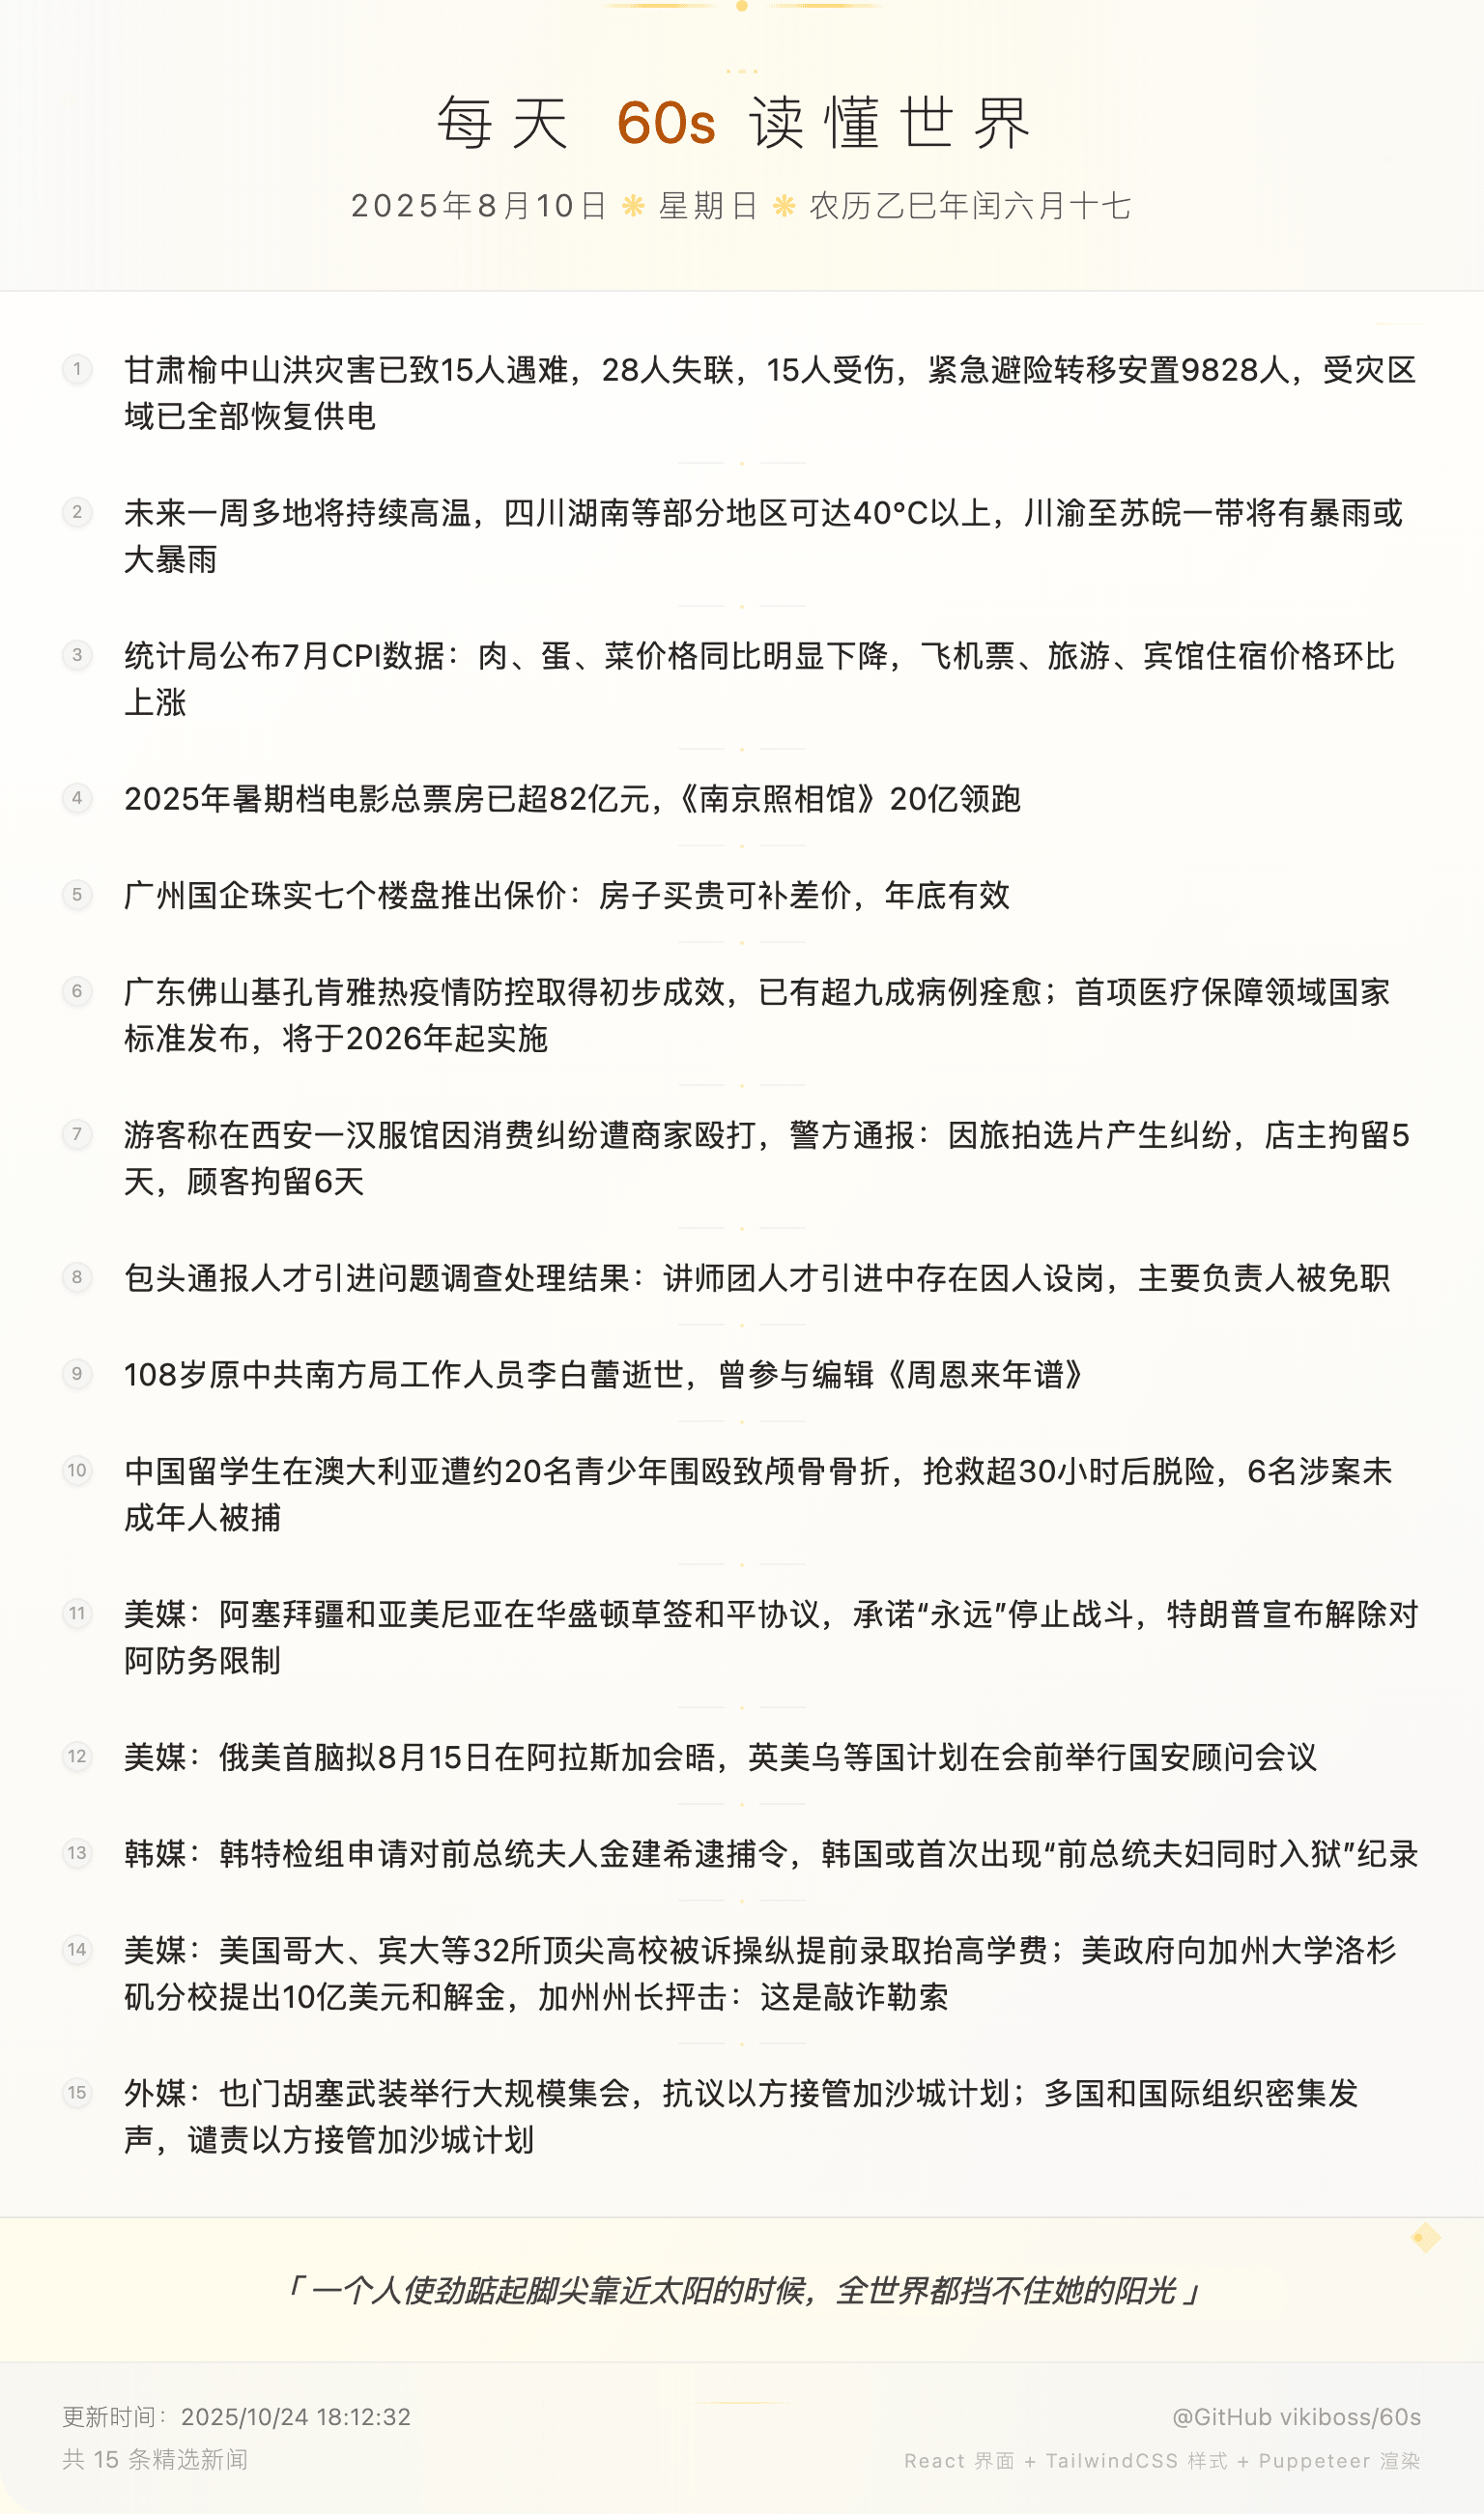 每天 60s 读懂世界
2025年8月10日 ❋ 星期日 ❋ 农历乙巳年闰六月十七
1 甘肃榆中山洪灾害已致15人遇难，28人失联，15人受伤，紧急避险转移安置9828人，受灾区
域已全部恢复供电
2 未来一周多地将持续高温，四川湖南等部分地区可达40°C以上，川渝至苏皖一带将有暴雨或
大暴雨
3 统计局公布7月CPI数据：肉、蛋、菜价格同比明显下降，飞机票、旅游、宾馆住宿价格环比
上涨
4 2025年暑期档电影总票房已超82亿元，《南京照相馆》20亿领跑
5 广州国企珠实七个楼盘推出保价：房子买贵可补差价，年底有效
6 广东佛山基孔肯雅热疫情防控取得初步成效，已有超九成病例痊愈；首项医疗保障领域国家
标准发布，将于2026年起实施
7 游客称在西安一汉服馆因消费纠纷遭商家殴打，警方通报：因旅拍选片产生纠纷，店主拘留5
天，顾客拘留6天
8 包头通报人才引进问题调查处理结果：讲师团人才引进中存在因人设岗，主要负责人被免职
9 108岁原中共南方局工作人员李白蕾逝世，曾参与编辑《周恩来年谱》
10 中国留学生在澳大利亚遭约20名青少年围殴致颅骨骨折，抢救超30小时后脱险，6名涉案未
成年人被捕
11 美媒：阿塞拜疆和亚美尼亚在华盛顿草签和平协议，承诺“永远”停止战斗，特朗普宣布解除对
阿防务限制
12 美媒：俄美首脑拟8月15日在阿拉斯加会晤，英美乌等国计划在会前举行国安顾问会议
13 韩媒：韩特检组申请对前总统夫人金建希逮捕令，韩国或首次出现“前总统夫妇同时入狱”纪录
14 美媒：美国哥大、宾大等32所顶尖高校被诉操纵提前录取抬高学费；美政府向加州大学洛杉
矶分校提出10亿美元和解金，加州州长抨击：这是敲诈勒索
15 外媒：也门胡塞武装举行大规模集会，抗议以方接管加沙城计划；多国和国际组织密集发
声，谴责以方接管加沙城计划
「 一个人使劲踮起脚尖靠近太阳的时候，全世界都挡不住她的阳光 」
更新时间：2025/10/24 18:12:32
@GitHub vikiboss/60s
共 15 条精选新闻
React 界面 + TailwindCSS 样式 + Puppeteer 渲染